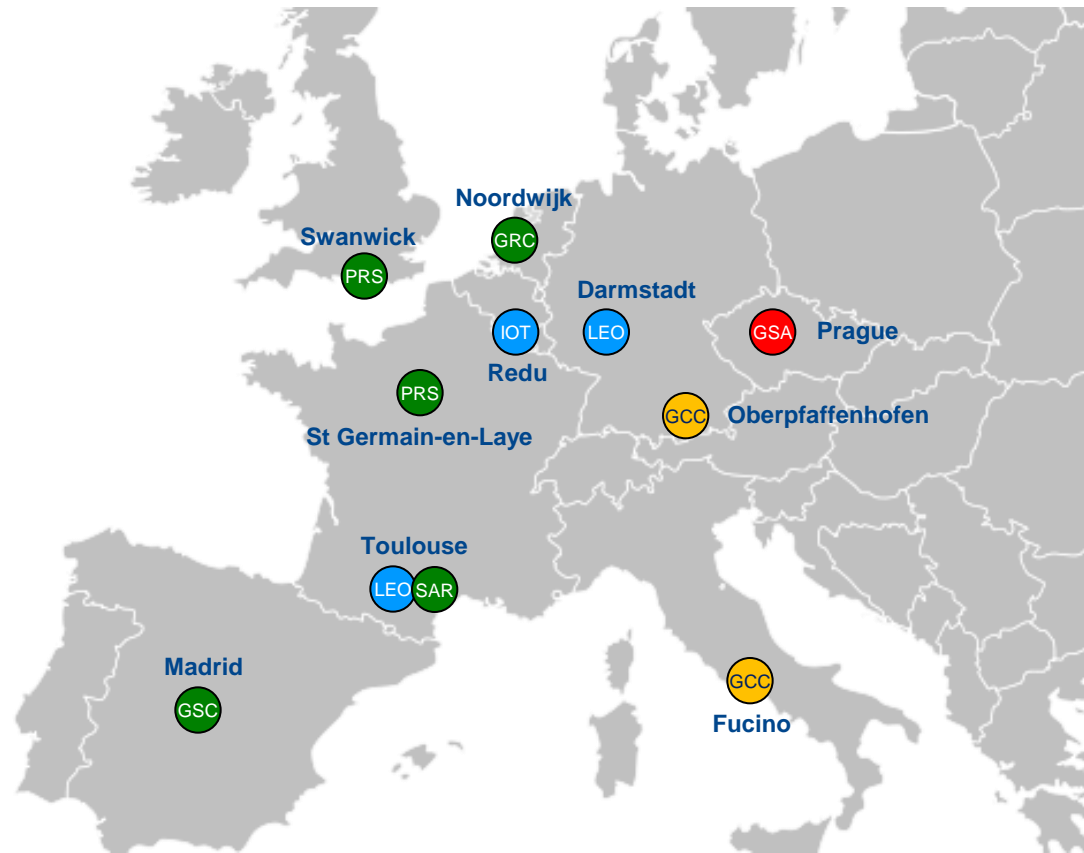 Noordwijk
GRC
Swanwick
PRS
Darmstadt
IOT
LEO
GSA
Prague
Redu
PRS
GCC
Oberpfaffenhofen
St Germain-en-Laye
Toulouse
LEO
SAR
Madrid
GSC
GCC
Fucino